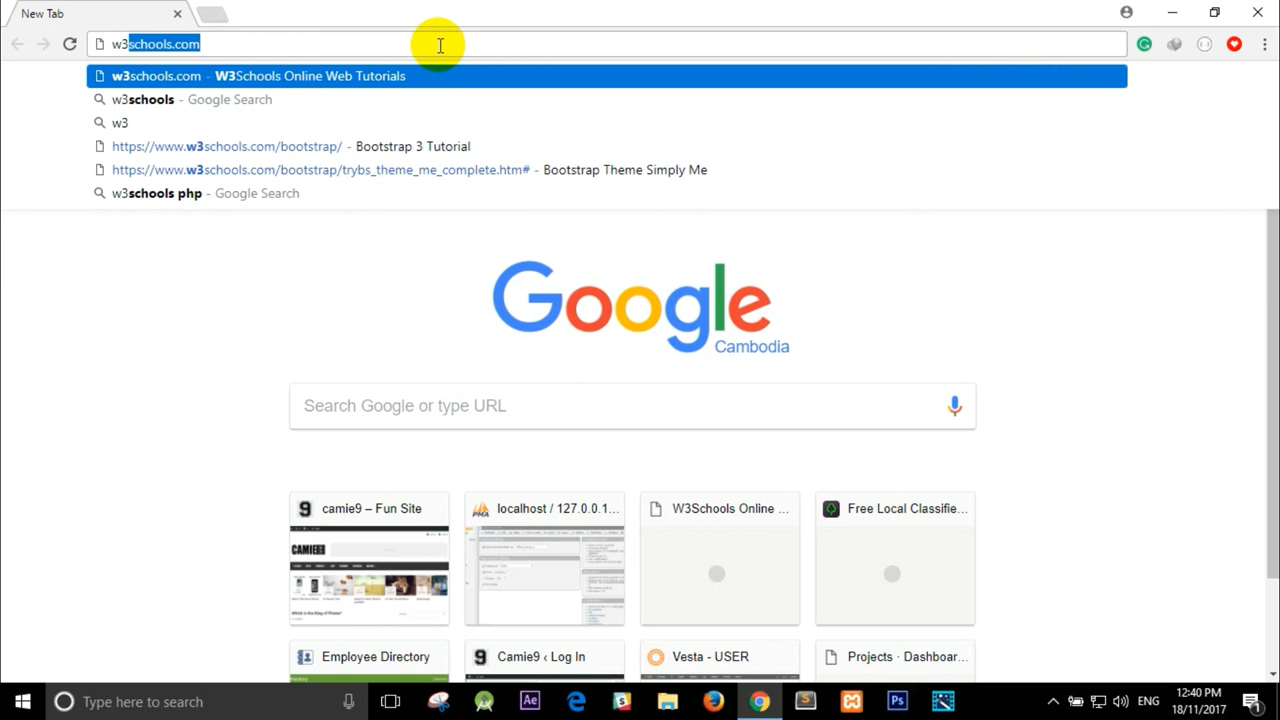 New Tab
w3schools.com
w3schools.com - W3Schools Online Web Tutorials
w3schools - Google Search
w3
https://www.w3schools.com/bootstrap/ - Bootstrap 3 Tutorial
https://www.w3schools.com/bootstrap/trybs_theme_me_complete.htm# - Bootstrap Theme Simply Me
w3schools php - Google Search
Google
Cambodia
Search Google or type URL
camie9 – Fun Site
localhost / 127.0.0.1...
W3Schools Online ...
Free Local Classifie...
CAMIE9
Employee Directory
Camie9 ‹ Log In
Vesta - USER
Projects · Dashboar...
Type here to search
Ae
Ps
ENG
12:40 PM
18/11/2017